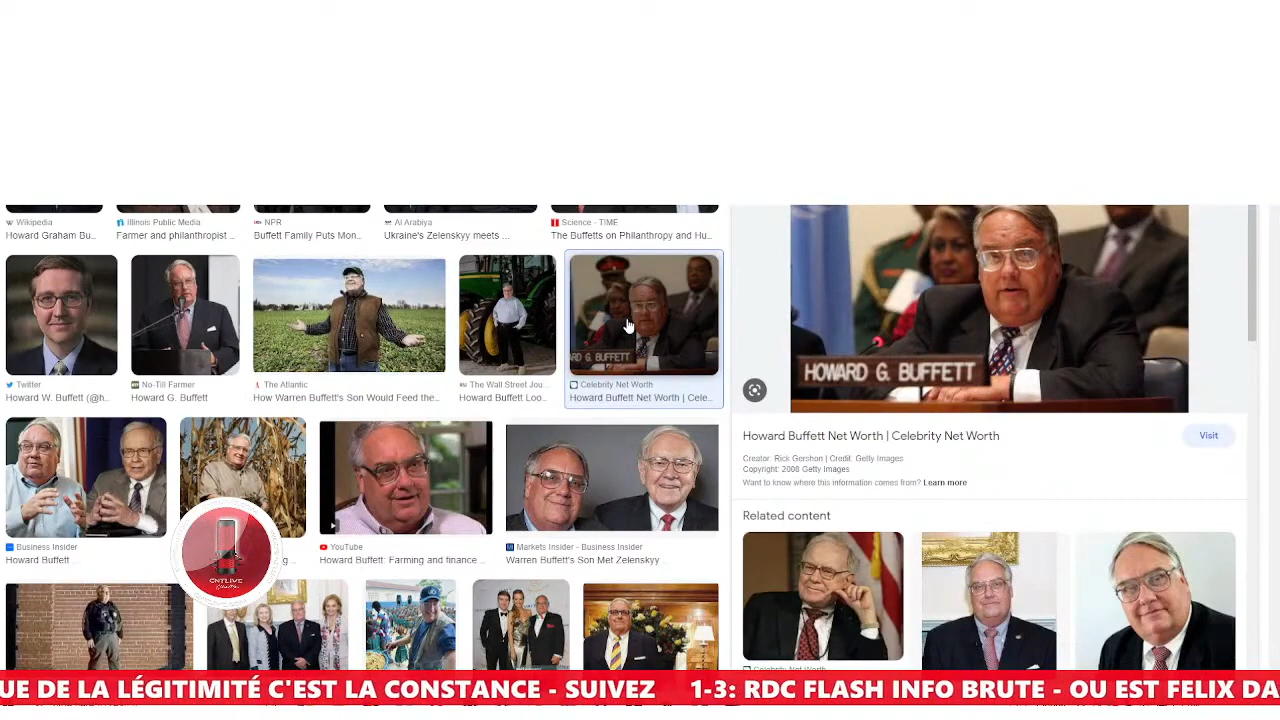 Wikipedia
Howard Graham Bu...
Illinois Public Media
Farmer and philanthropist ...
NPR
Buffett Family Puts Mon...
Al Arabiya
Ukraine's Zelenskyy meets ...
Science - TIME
The Buffetts on Philanthropy and Hu...
Twitter
Howard W. Buffett (@h...
No-Till Farmer
Howard G. Buffett
The Atlantic
How Warren Buffett's Son Would Feed the...
The Wall Street Jou...
Howard Buffett Loo...
ARD G. BUFFETT
Celebrity Net Worth
Howard Buffett Net Worth | Cele...
Business Insider
Howard Buffett ...
g...
YouTube
Howard Buffett: Farming and finance ...
Markets Insider - Business Insider
Warren Buffett's Son Met Zelenskyy
CNTLIVE
HOWARD G. BUFFETT
Howard Buffett Net Worth | Celebrity Net Worth
Visit
Creator: Rick Gershon | Credit: Getty Images
Copyright: 2008 Getty Images
Want to know where this information comes from? Learn more
Related content
Celebrity Net Worth
UE DE LA LÉGITIMITÉ C'EST LA CONSTANCE - SUIVEZ 1-3: RDC FLASH INFO BRUTE - OU EST FELIX DA